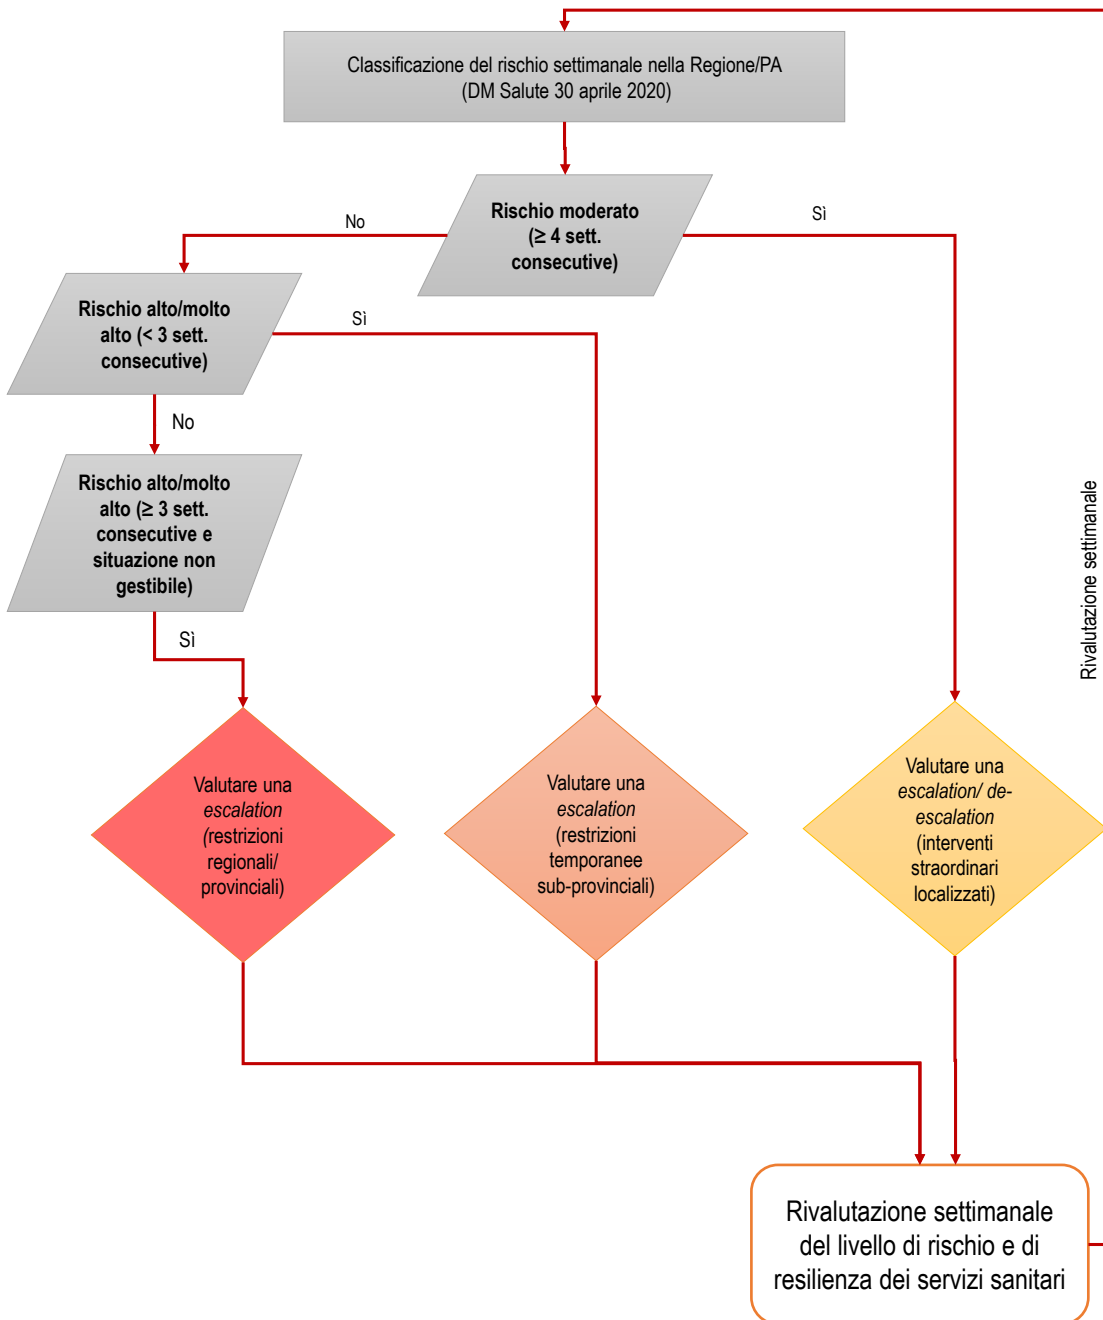 Classificazione del rischio settimanale nella Regione/PA
(DM Salute 30 aprile 2020)
Rischio moderato
(≥ 4 sett.
consecutive)
No
Sì
Rischio alto/molto
alto (< 3 sett.
consecutive)
Sì
No
Rischio alto/molto
alto (≥ 3 sett.
consecutive e
situazione non
gestibile)
Sì
Rivalutazione settimanale
Valutare una
escalation
(restrizioni
regionali/
provinciali)
Valutare una
escalation
(restrizioni
temporanee
sub-provinciali)
Valutare una
escalation/ de-
escalation
(interventi
straordinari
localizzati)
Rivalutazione settimanale
del livello di rischio e di
resilienza dei servizi sanitari